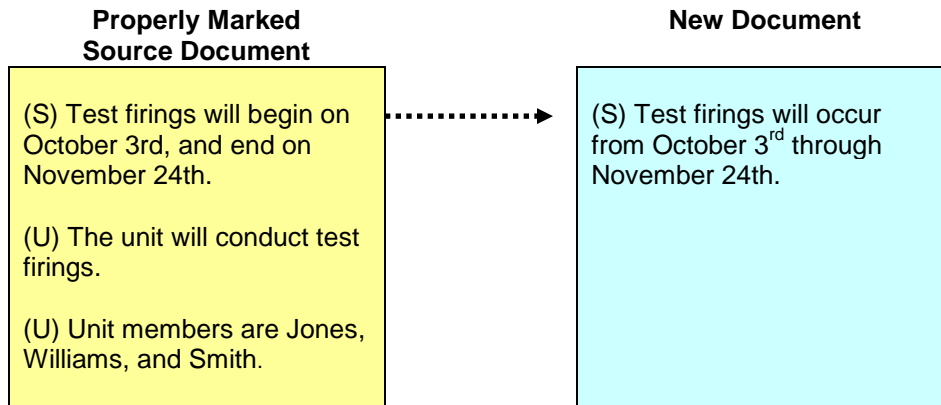 Properly Marked
Source Document
New Document
(S) Test firings will begin on
October 3rd, and end on
November 24th.
(U) The unit will conduct test
firings.
(U) Unit members are Jones,
Williams, and Smith.
(S) Test firings will occur
from October 3rd through
November 24th.